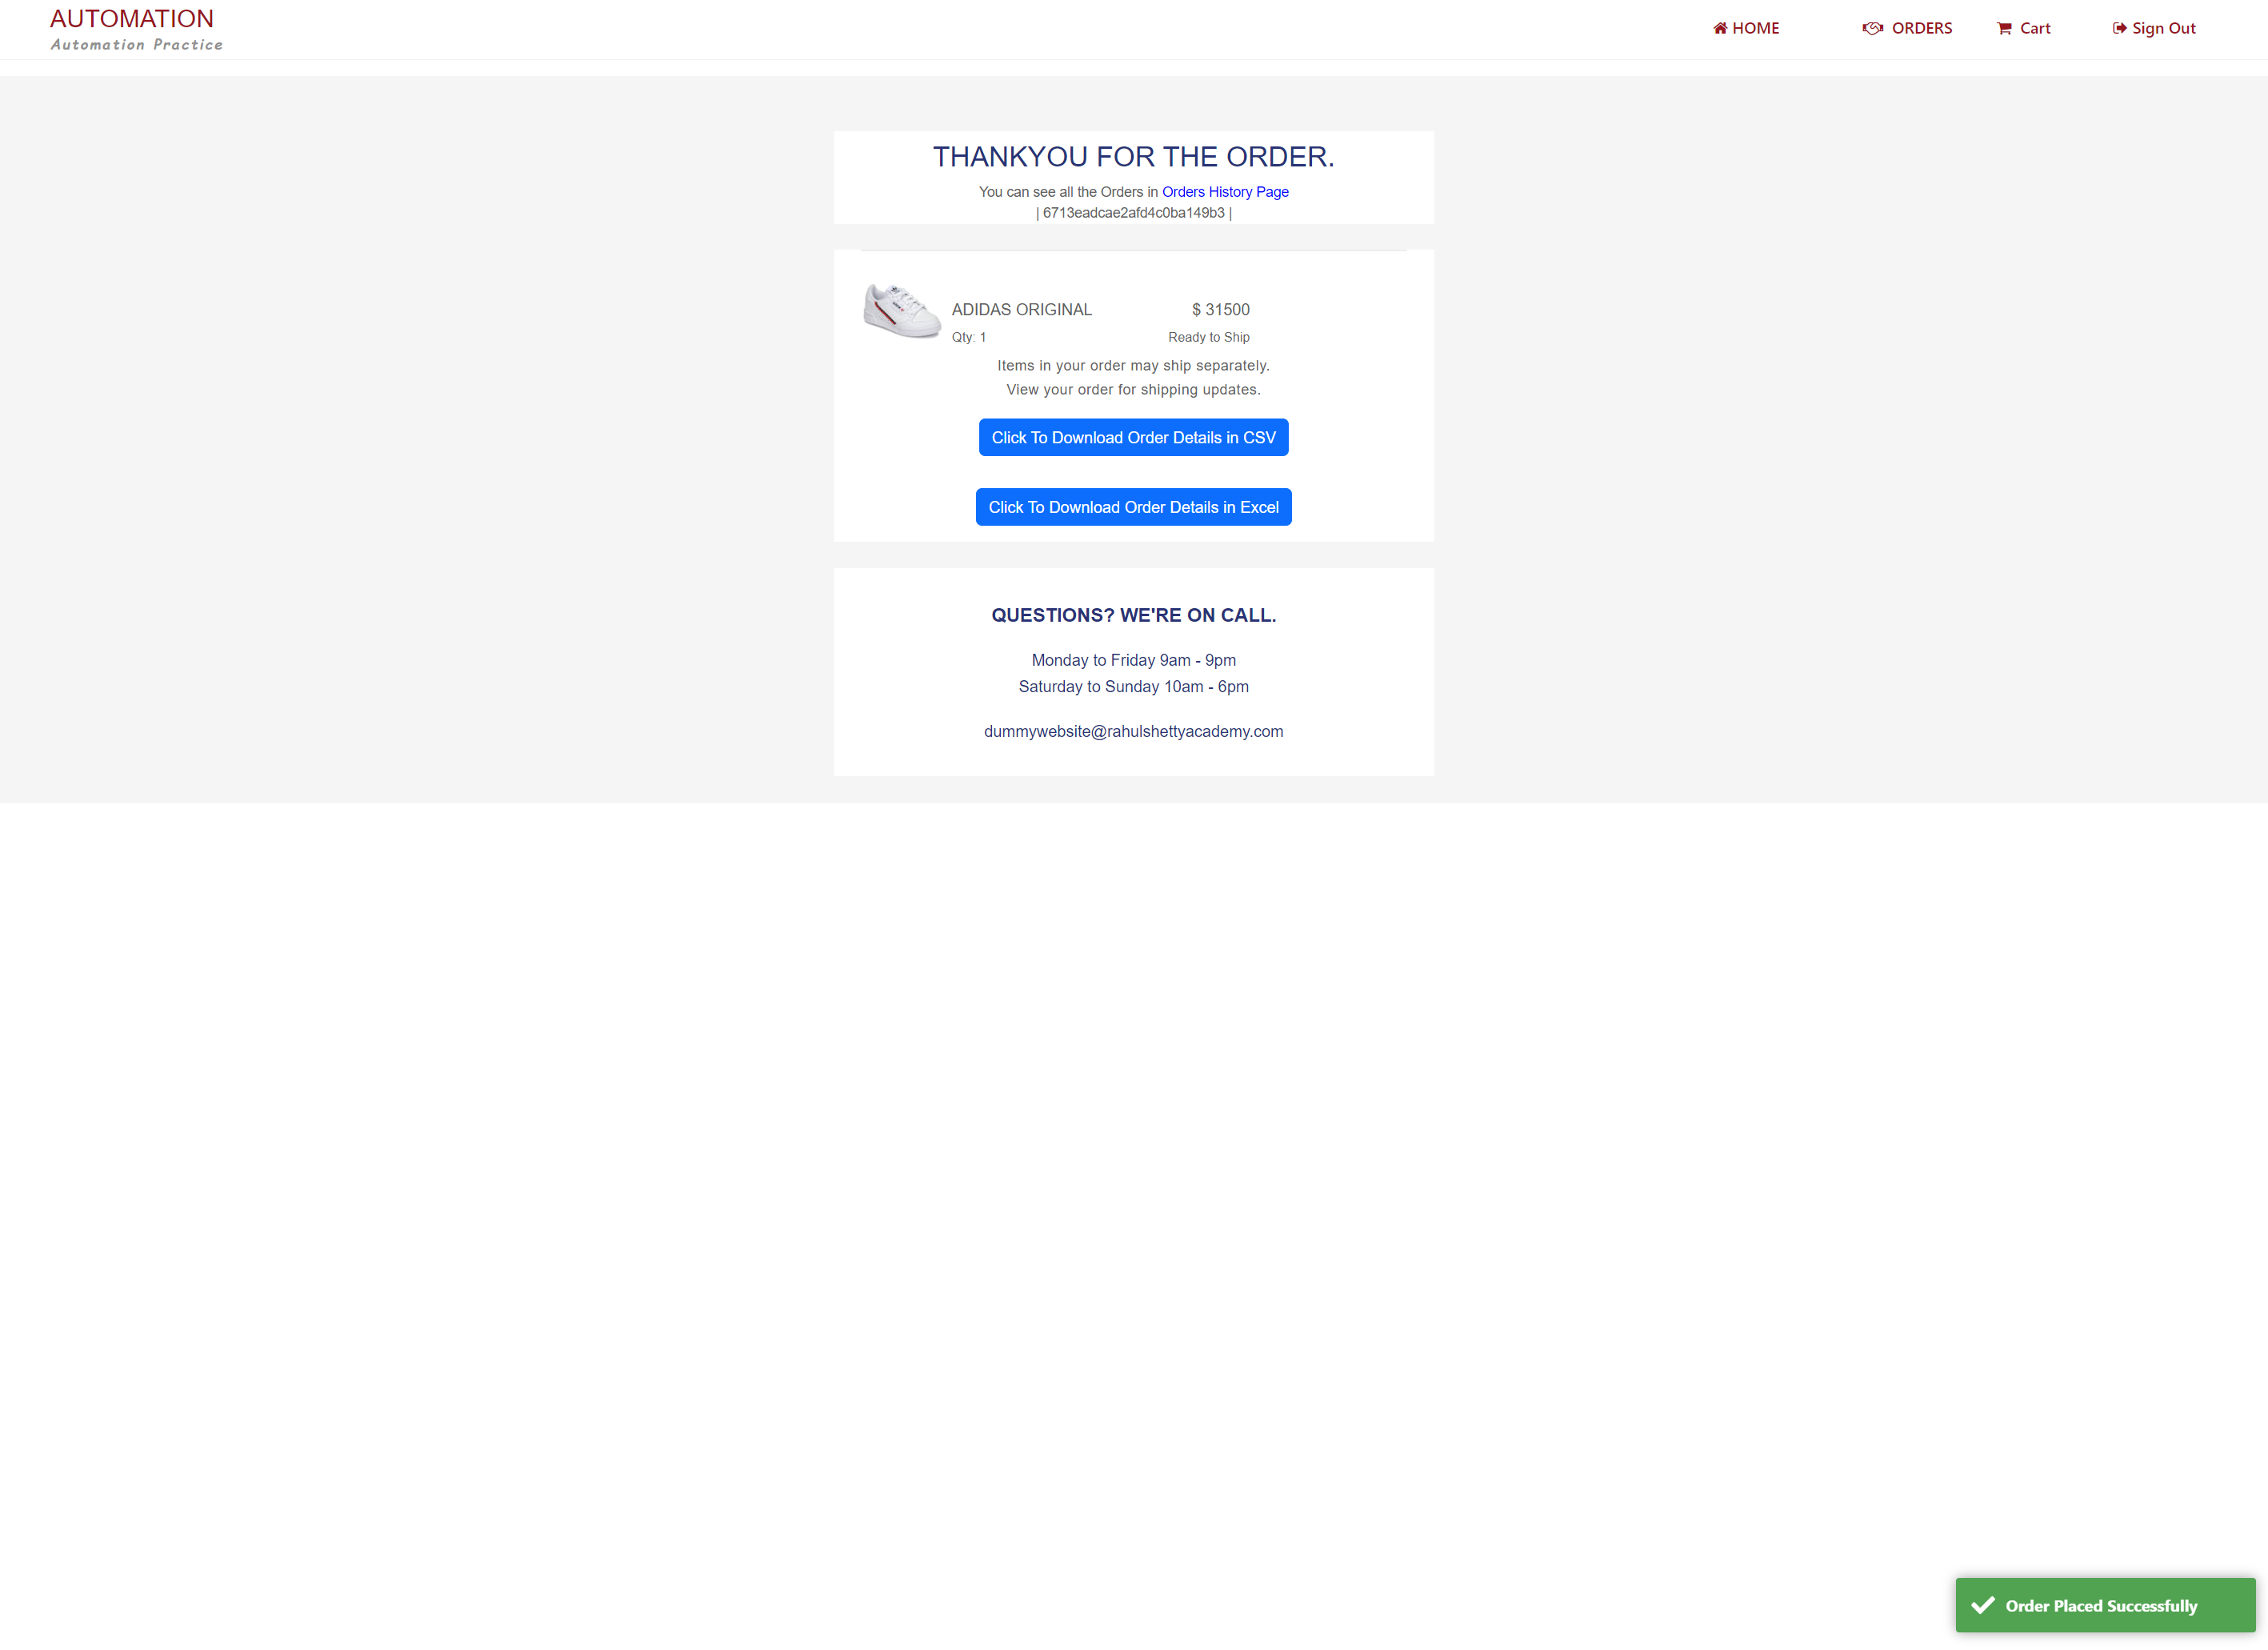 AUTOMATION
Automation Practice
HOME
ORDERS
Cart
Sign Out
THANKYOU FOR THE ORDER.
You can see all the Orders in Orders History Page
| 6713eadcae2afd4c0ba149b3 |
ADIDAS ORIGINAL
$ 31500
Qty: 1
Ready to Ship
Items in your order may ship separately.
View your order for shipping updates.
Click To Download Order Details in CSV
Click To Download Order Details in Excel
QUESTIONS? WE'RE ON CALL.
Monday to Friday 9am - 9pm
Saturday to Sunday 10am - 6pm
dummywebsite@rahulshettyacademy.com
Order Placed Successfully